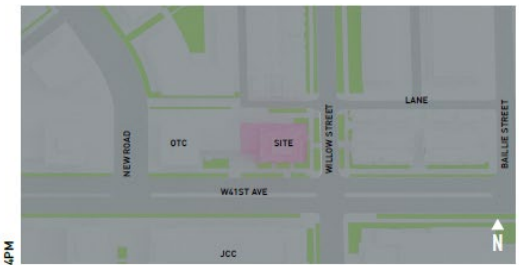 LANE
OTC
SITE
NEW ROAD
WILLOW STREET
BAILLIE STREET
W41ST AVE
JCC
N
4PM